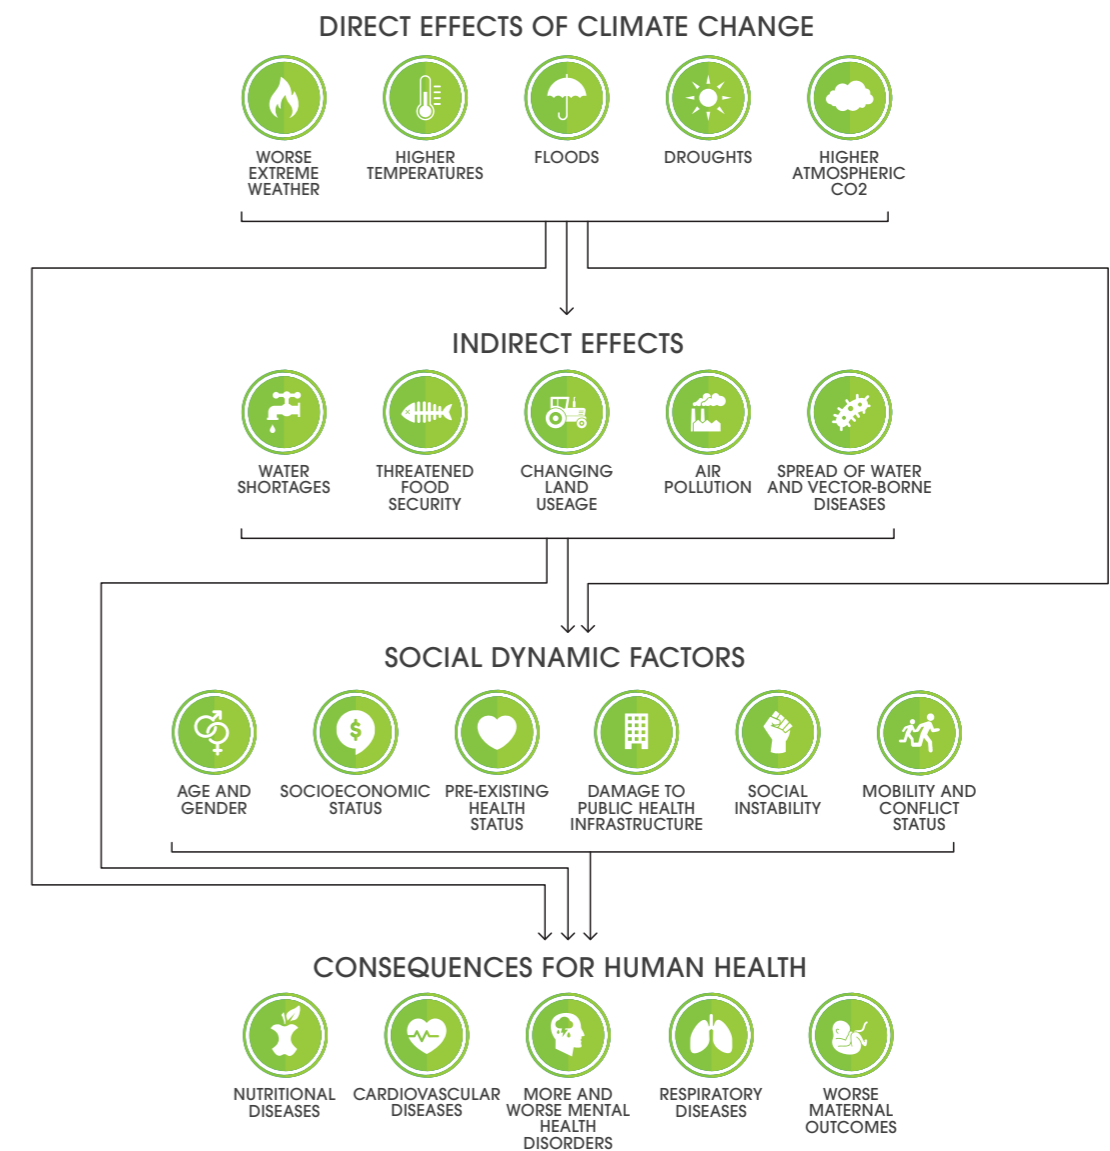 DIRECT EFFECTS OF CLIMATE CHANGE
WORSE
EXTREME
WEATHER
HIGHER
TEMPERATURES
FLOODS
DROUGHTS
HIGHER
ATMOSPHERIC
CO2
INDIRECT EFFECTS
WATER
SHORTAGES
THREATENED
FOOD
SECURITY
CHANGING
LAND
USEAGE
AIR
POLLUTION
SPREAD OF WATER
AND VECTOR-BORNE
DISEASES
SOCIAL DYNAMIC FACTORS
AGE AND
GENDER
$
SOCIOECONOMIC
STATUS
PRE-EXISTING
HEALTH
STATUS
DAMAGE TO
PUBLIC HEALTH
INFRASTRUCTURE
SOCIAL
INSTABILITY
MOBILITY AND
CONFLICT
STATUS
CONSEQUENCES FOR HUMAN HEALTH
NUTRITIONAL
DISEASES
CARDIOVASCULAR
DISEASES
MORE AND
WORSE MENTAL
HEALTH
DISORDERS
RESPIRATORY
DISEASES
WORSE
MATERNAL
OUTCOMES